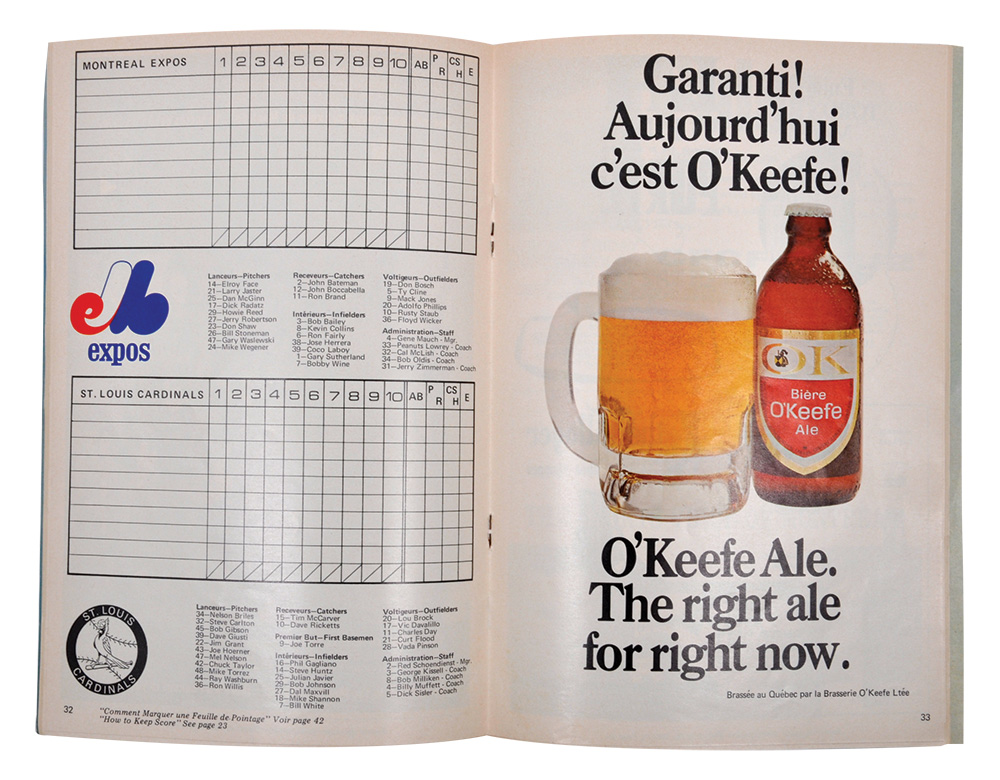 MONTREAL EXPOS 1 2 3 4 5 6 7 8 9 10 AB P R CS H E
expos
Lanceurs—Pitchers
14—Elroy Face
21—Larry Jaster
25—Dan McGinn
17—Dick Radatz
29—Howie Reed
27—Jerry Robertson
23—Don Shaw
26—Bill Stoneman
47—Gary Waslewski
24—Mike Wegener
Receveurs—Catchers
2—John Bateman
12—John Boccabella
11—Ron Brand
Intérieurs—Infielders
3—Bob Bailey
8—Kevin Collins
6—Ron Fairly
38—Jose Herrera
39—Coco Laboy
1—Gary Sutherland
7—Bobby Wine
Voltigeurs—Outfielders
19—Don Bosch
5—Ty Cline
9—Mack Jones
20—Adolfo Phillips
10—Rusty Staub
36—Floyd Wicker
Administration—Staff
4—Gene Mauch - Mgr.
33—Peanuts Lowrey - Coach
32—Cal McLish - Coach
34—Bob Oldis - Coach
31—Jerry Zimmerman - Coach
ST. LOUIS CARDINALS 1 2 3 4 5 6 7 8 9 10 AB P R CS H E
ST. LOUIS
CARDINALS
Lanceurs—Pitchers
34—Nelson Briles
32—Steve Carlton
45—Bob Gibson
39—Dave Giusti
22—Jim Grant
43—Joe Hoerner
47—Mel Nelson
42—Chuck Taylor
48—Mike Torrez
44—Ray Washburn
36—Ron Willis
Receveurs—Catchers
15—Tim McCarver
10—Dave Ricketts
Premier But—First Basemen
9—Joe Torre
Intérieurs—Infielders
16—Phil Gagliano
14—Steve Huntz
25—Julian Javier
29—Bob Johnson
27—Dal Maxvill
18—Mike Shannon
7—Bill White
Voltigeurs—Outfielders
20—Lou Brock
17—Vic Davalillo
11—Charles Day
21—Curt Flood
28—Vada Pinson
Administration—Staff
2—Red Schoendienst - Mgr.
3—George Kissell - Coach
8—Bob Milliken - Coach
4—Billy Muffett - Coach
5—Dick Sisler - Coach
32
"Comment Marquer une Feuille de Pointage" Voir page 42
"How to Keep Score" See page 23
Garanti!
Aujourd'hui
c'est O'Keefe!
OK
Bière
O'Keefe
Ale
O'Keefe Ale.
The right ale
for right now.
Brassée au Québec par la Brasserie O'Keefe Ltée
33